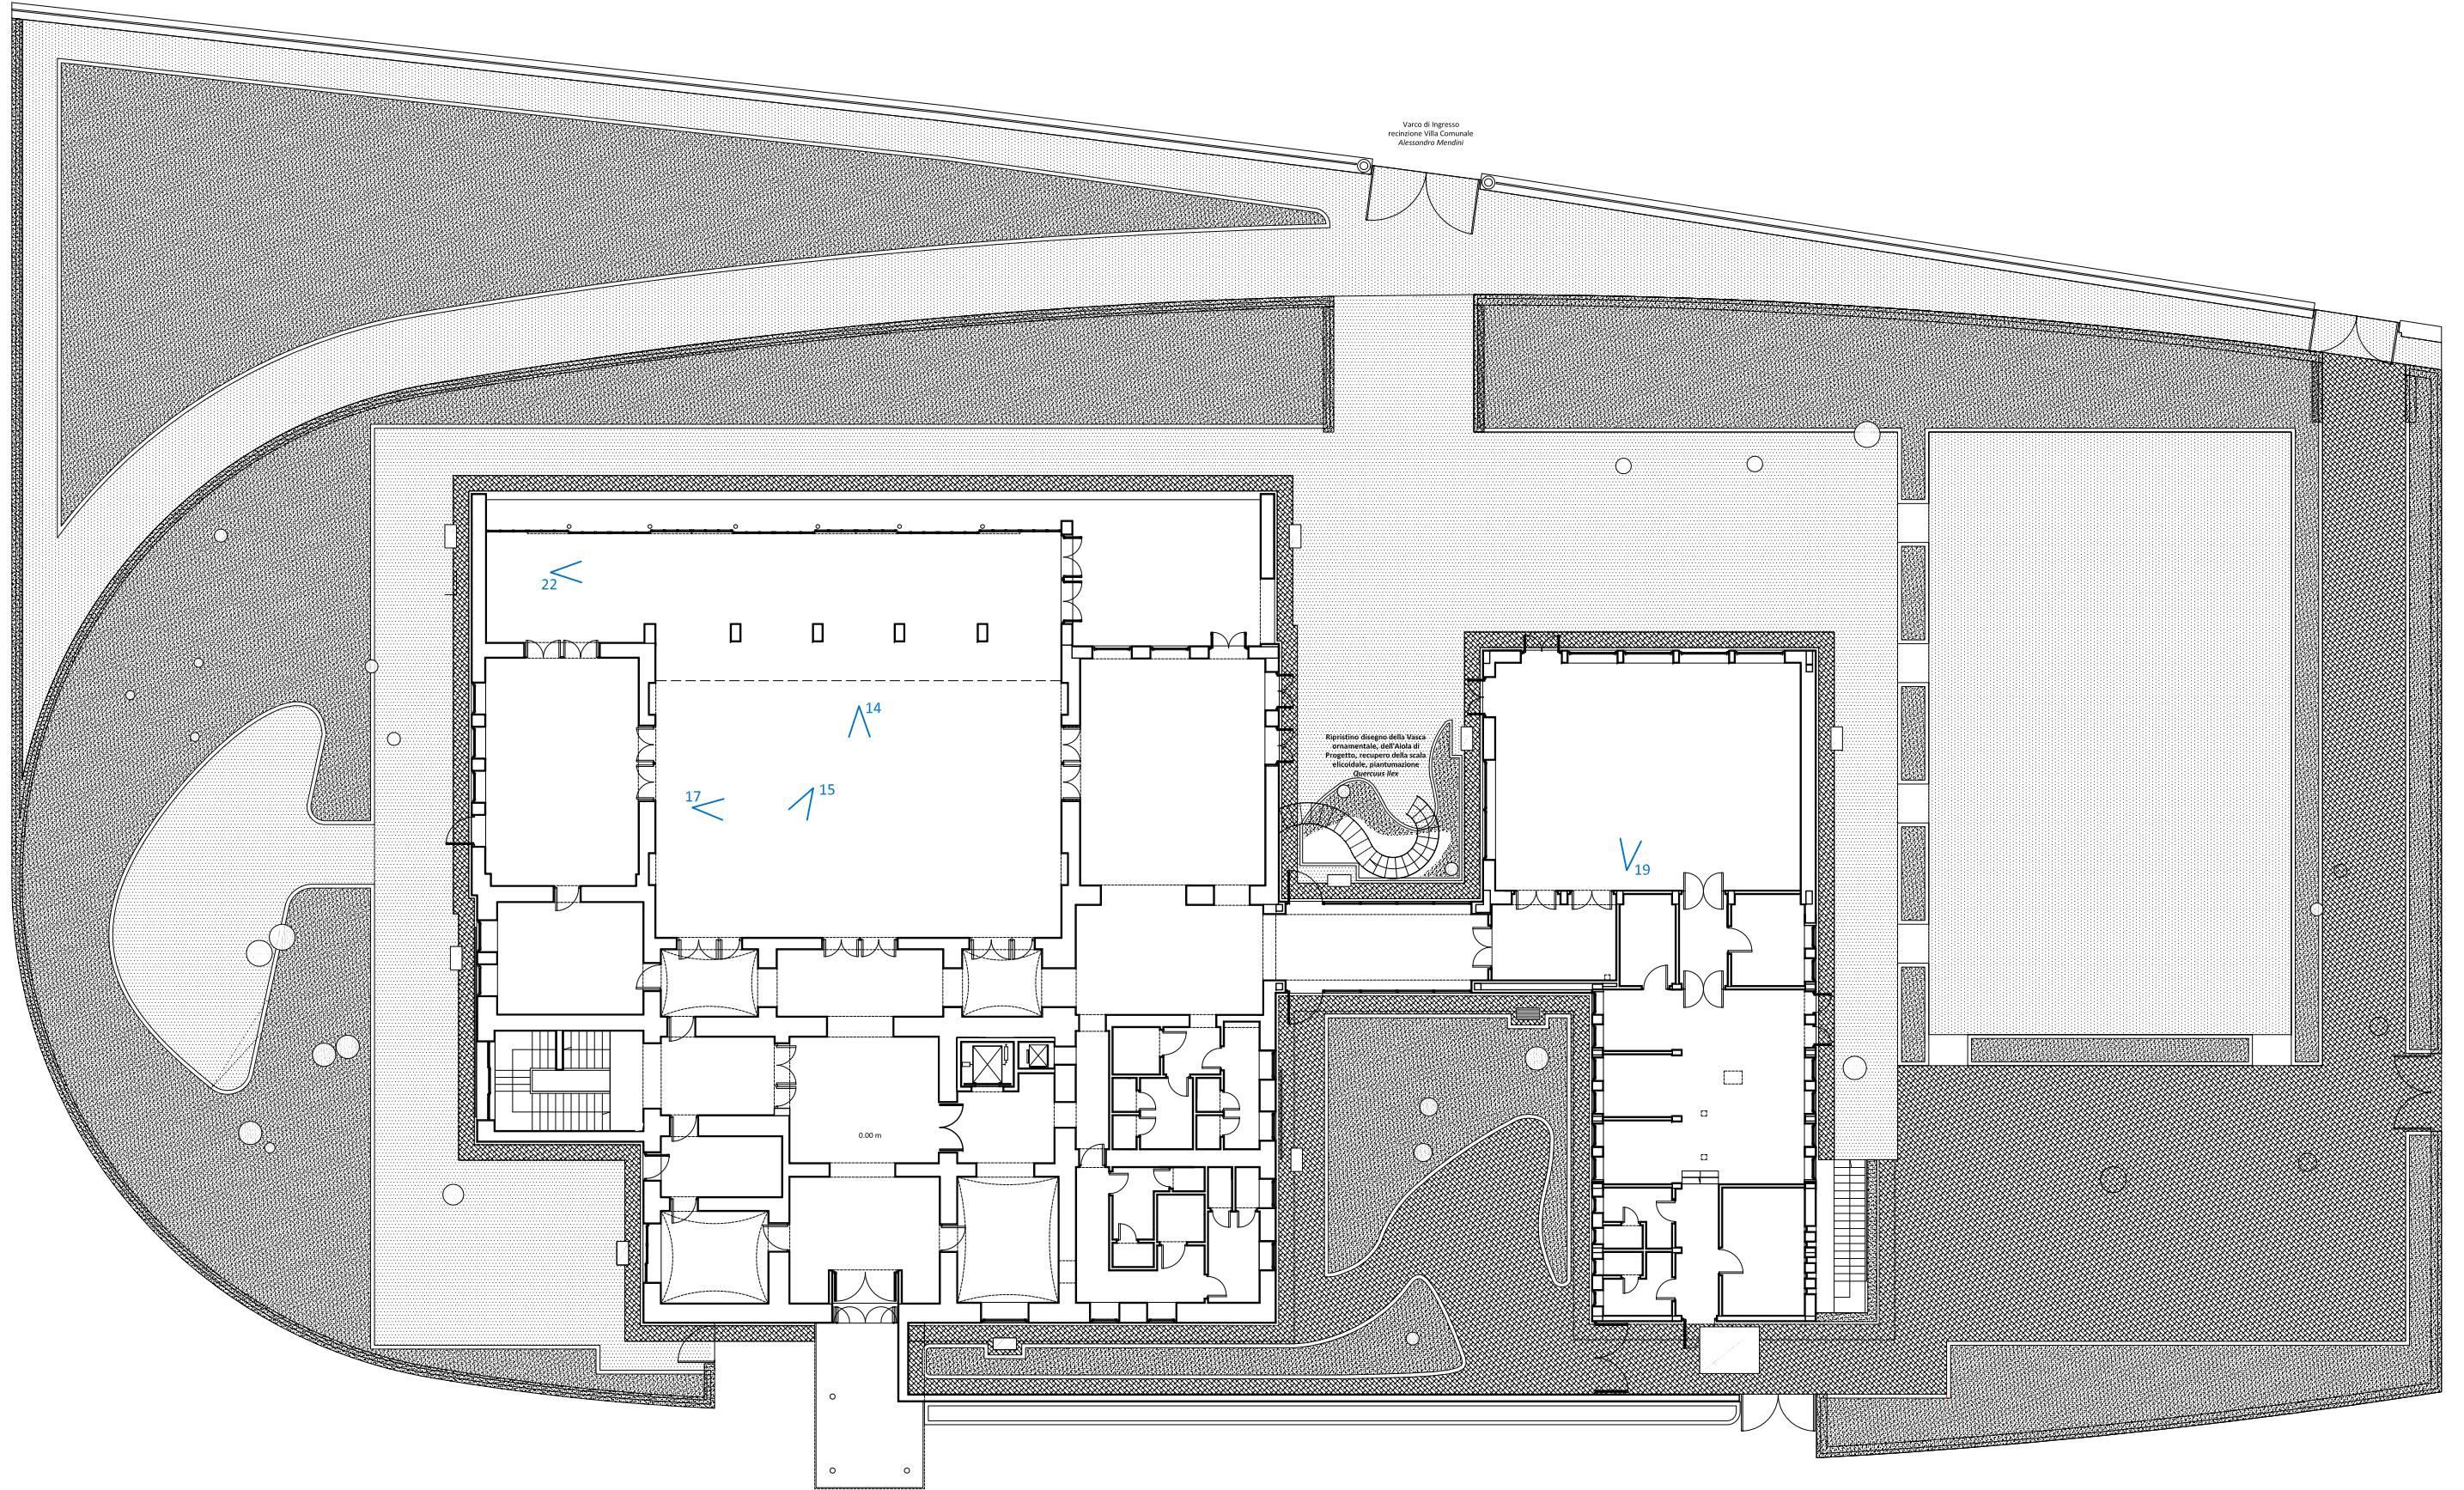 Varco di Ingresso
recinzione Villa Comunale
Alessandro Mendini
22
14
17
15
Ripristino disegno della Vasca
ornamentale, dell'Aiola di
Progetto, recupero della scala
elicoidale, piantumazione
Quercuus Ilex
19
0.00 m